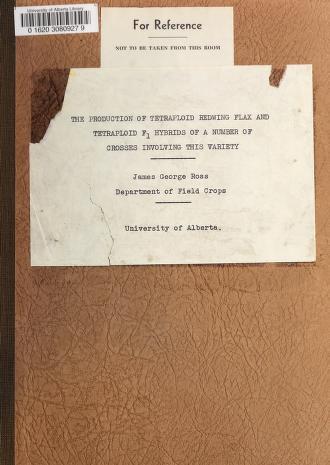 University of Alberta Library
0 1620 3080927 9
For Reference
NOT TO BE TAKEN FROM THIS ROOM
THE PRODUCTION OF TETRAPLOID REDWING FLAX AND
TETRAPLOID F1 HYBRIDS OF A NUMBER OF
CROSSES INVOLVING THIS VARIETY
James George Ross
Department of Field Crops
University of Alberta.